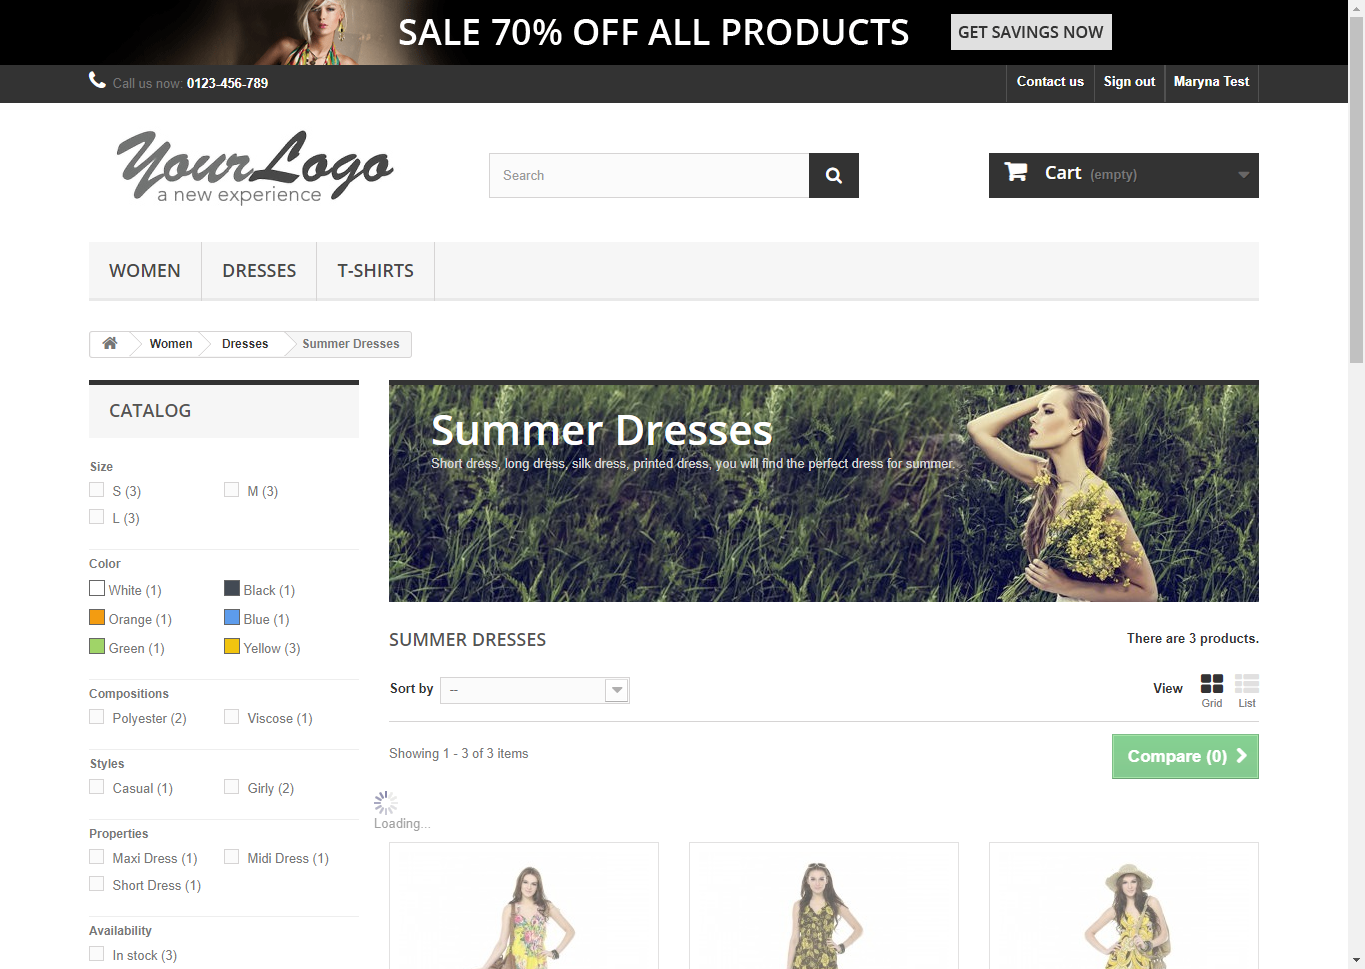 SALE 70% OFF ALL PRODUCTS
GET SAVINGS NOW
Call us now: 0123-456-789
Contact us
Sign out
Maryna Test
YourLogo
a new experience
Search
Cart (empty)
WOMEN
DRESSES
T-SHIRTS
Women
Dresses
Summer Dresses
CATALOG
Size
S (3)
M (3)
L (3)
Color
White (1)
Black (1)
Orange (1)
Blue (1)
Green (1)
Yellow (3)
Compositions
Polyester (2)
Viscose (1)
Styles
Casual (1)
Girly (2)
Properties
Maxi Dress (1)
Midi Dress (1)
Short Dress (1)
Availability
In stock (3)
Summer Dresses
Short dress, long dress, silk dress, printed dress, you will find the perfect dress for summer.
SUMMER DRESSES
There are 3 products.
Sort by
--
View
Grid
List
Showing 1 - 3 of 3 items
Compare (0)
Loading...